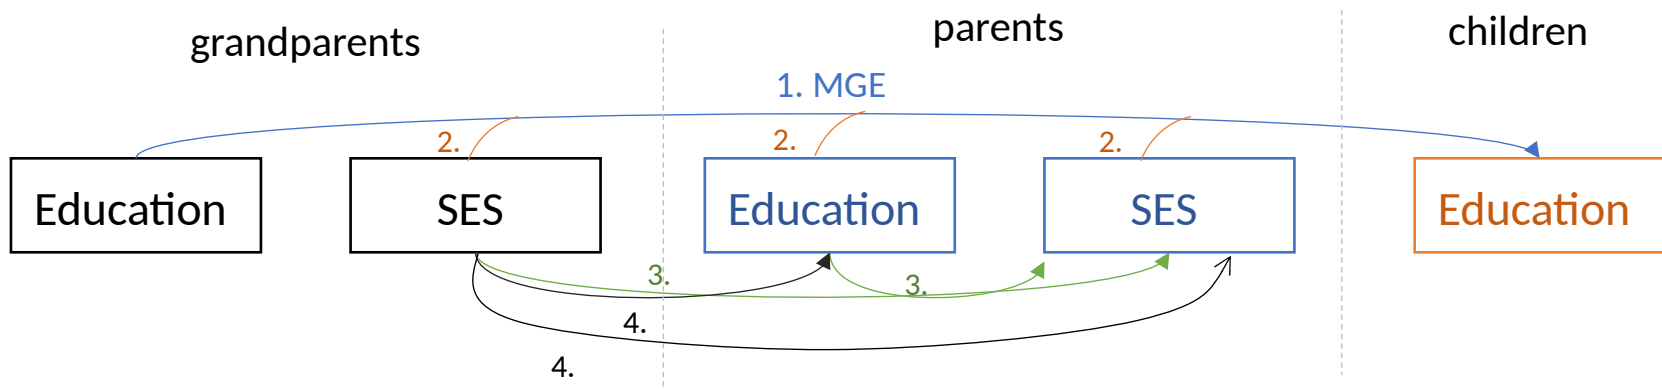 grandparents
parents
children
1. MGE
2.
2.
2.
Education
SES
Education
SES
Education
3.
3.
4.
4.